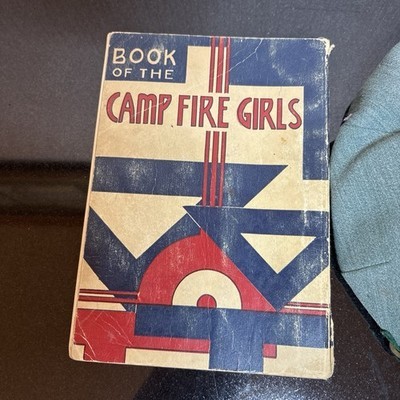 BOOK
OF THE
CAMP FIRE GIRLS